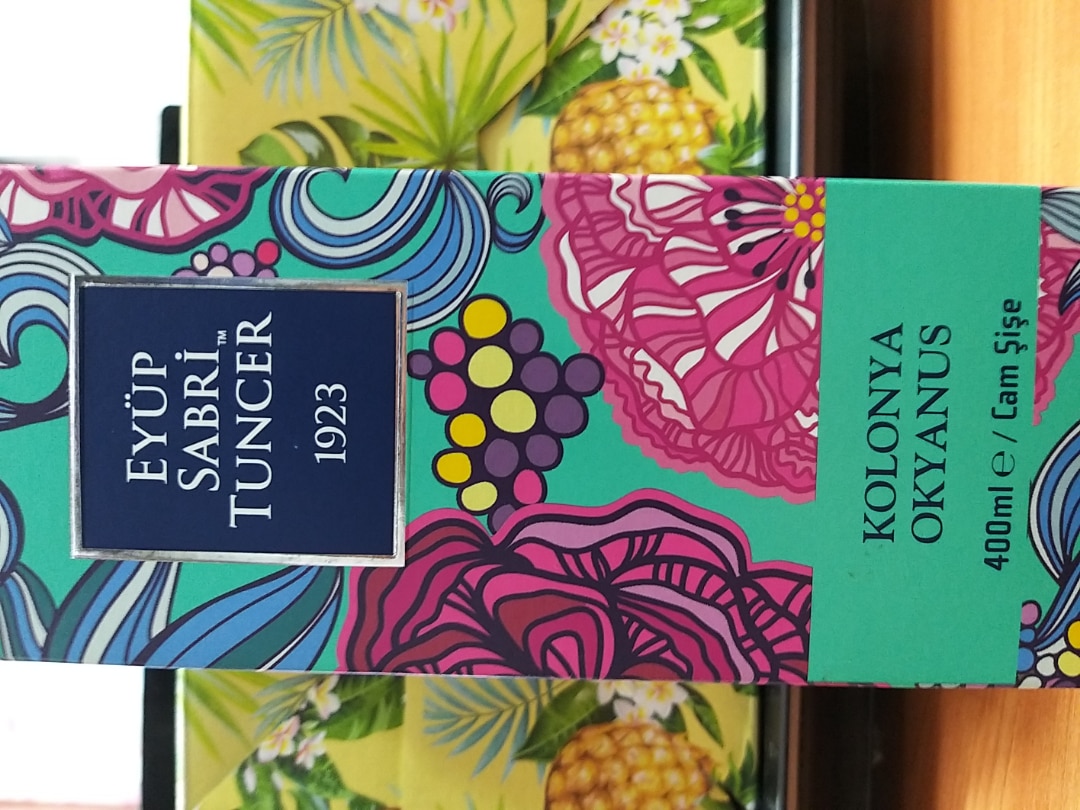 EYÜP
SABRİ™
TUNCER
1923
KOLONYA
OKYANUS
400ml ℮ / Cam Şişe